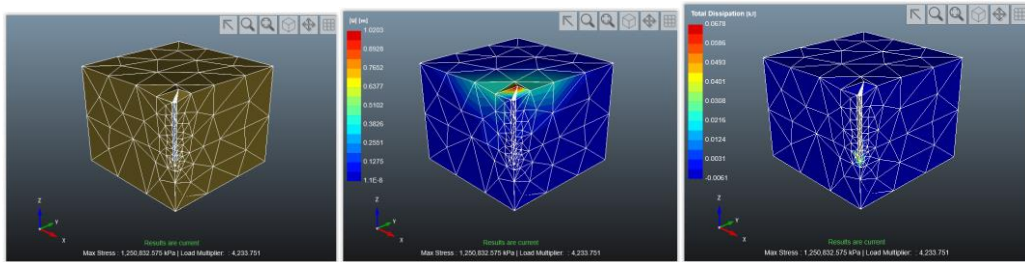 Z
Y
X
Results are current
Max Stress : 1,250,832.575 kPa | Load Multiplier: : 4,233.751
|u| [m]
1.0203
0.8928
0.7652
0.6377
0.5102
0.3826
0.2551
0.1275
1.1E-6
Z
Y
X
Results are current
Max Stress : 1,250,832.575 kPa | Load Multiplier: : 4,233.751
Total Dissipation [kJ]
0.0678
0.0586
0.0493
0.0401
0.0308
0.0216
0.0124
0.0031
-0.0061
Z
Y
X
Results are current
Max Stress : 1,250,832.575 kPa | Load Multiplier: : 4,233.751